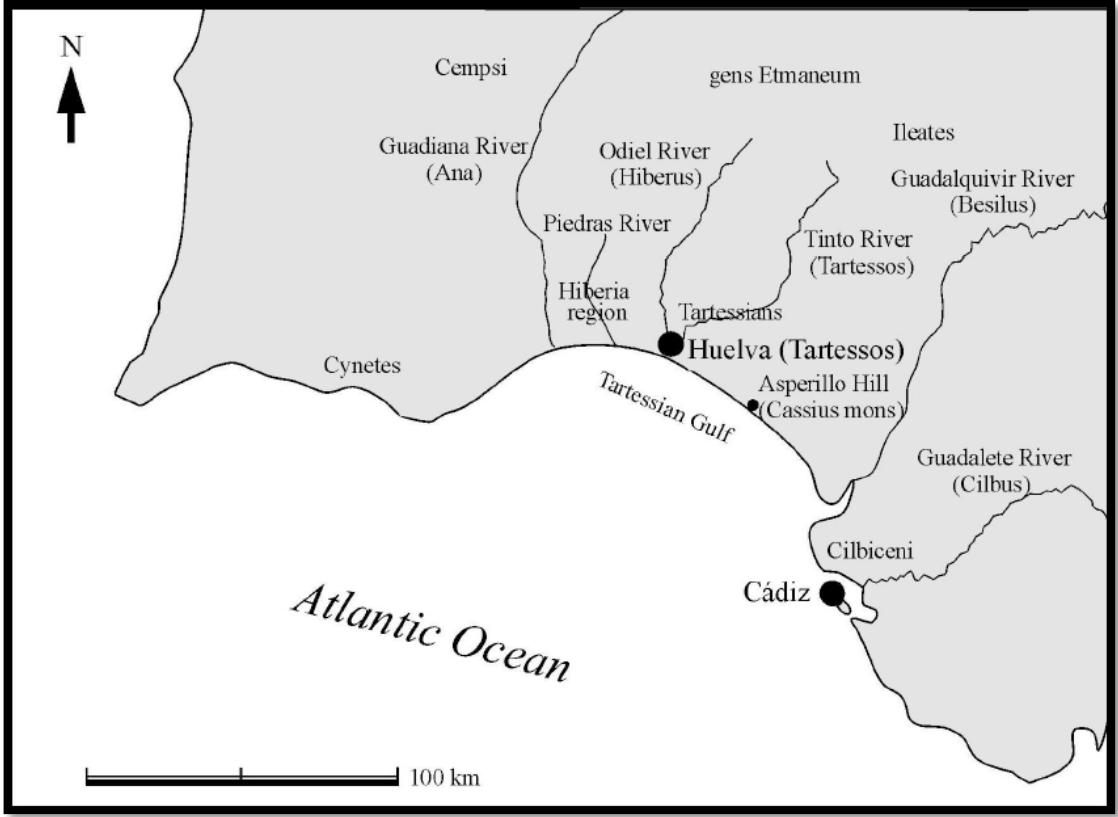 N
Cempsi
gens Etmaneum
Ileates
Guadiana River
(Ana)
Odiel River
(Hiberus)
Guadalquivir River
(Besilus)
Piedras River
Tinto River
(Tartessos)
Hiberia
region
Tartessians
Huelva (Tartessos)
Cynetes
Tartessian Gulf
Asperillo Hill
(Cassius mons)
Guadalete River
(Cilbus)
Cilbiceni
Cádiz
Atlantic Ocean
100 km